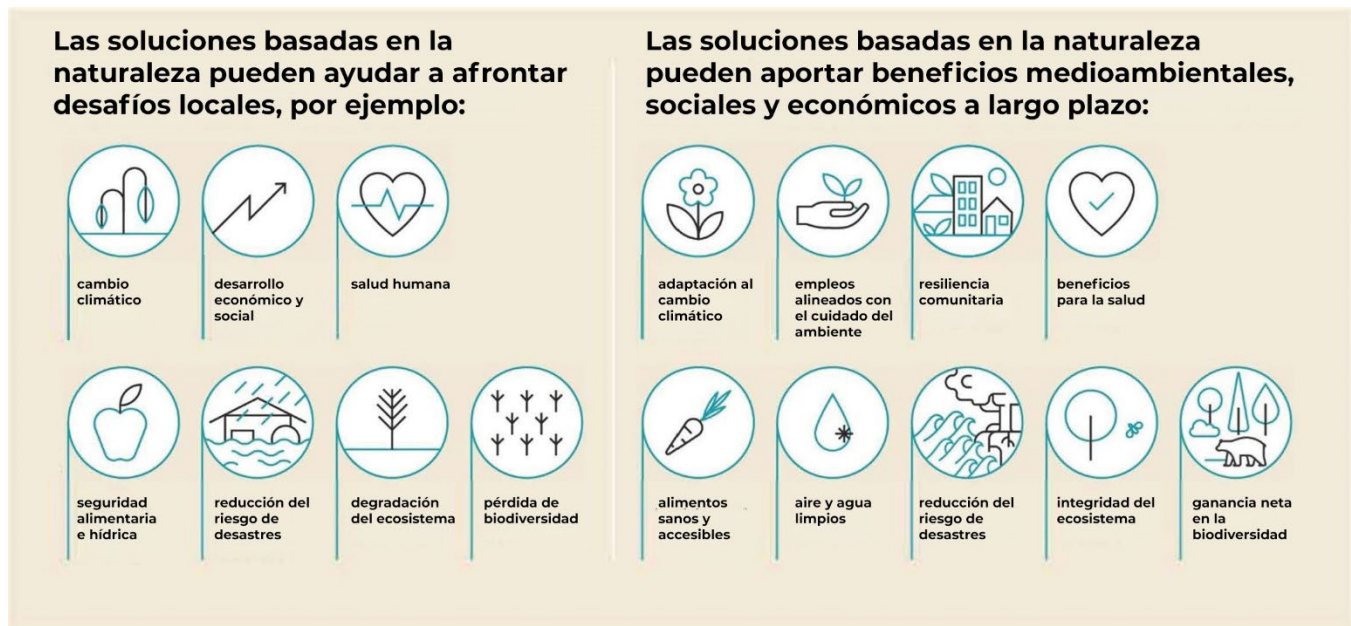 Las soluciones basadas en la
naturaleza pueden ayudar a afrontar
desafíos locales, por ejemplo:
cambio
climático
desarrollo
económico y
social
salud humana
seguridad
alimentaria
e hídrica
reducción del
riesgo de
desastres
degradación
del ecosistema
pérdida de
biodiversidad
Las soluciones basadas en la naturaleza
pueden aportar beneficios medioambientales,
sociales y económicos a largo plazo:
adaptación al
cambio
climático
empleos
alineados con
el cuidado del
ambiente
resiliencia
comunitaria
beneficios
para la salud
alimentos
sanos y
accesibles
aire y agua
limpios
reducción del
riesgo de
desastres
integridad del
ecosistema
ganancia neta
en la
biodiversidad